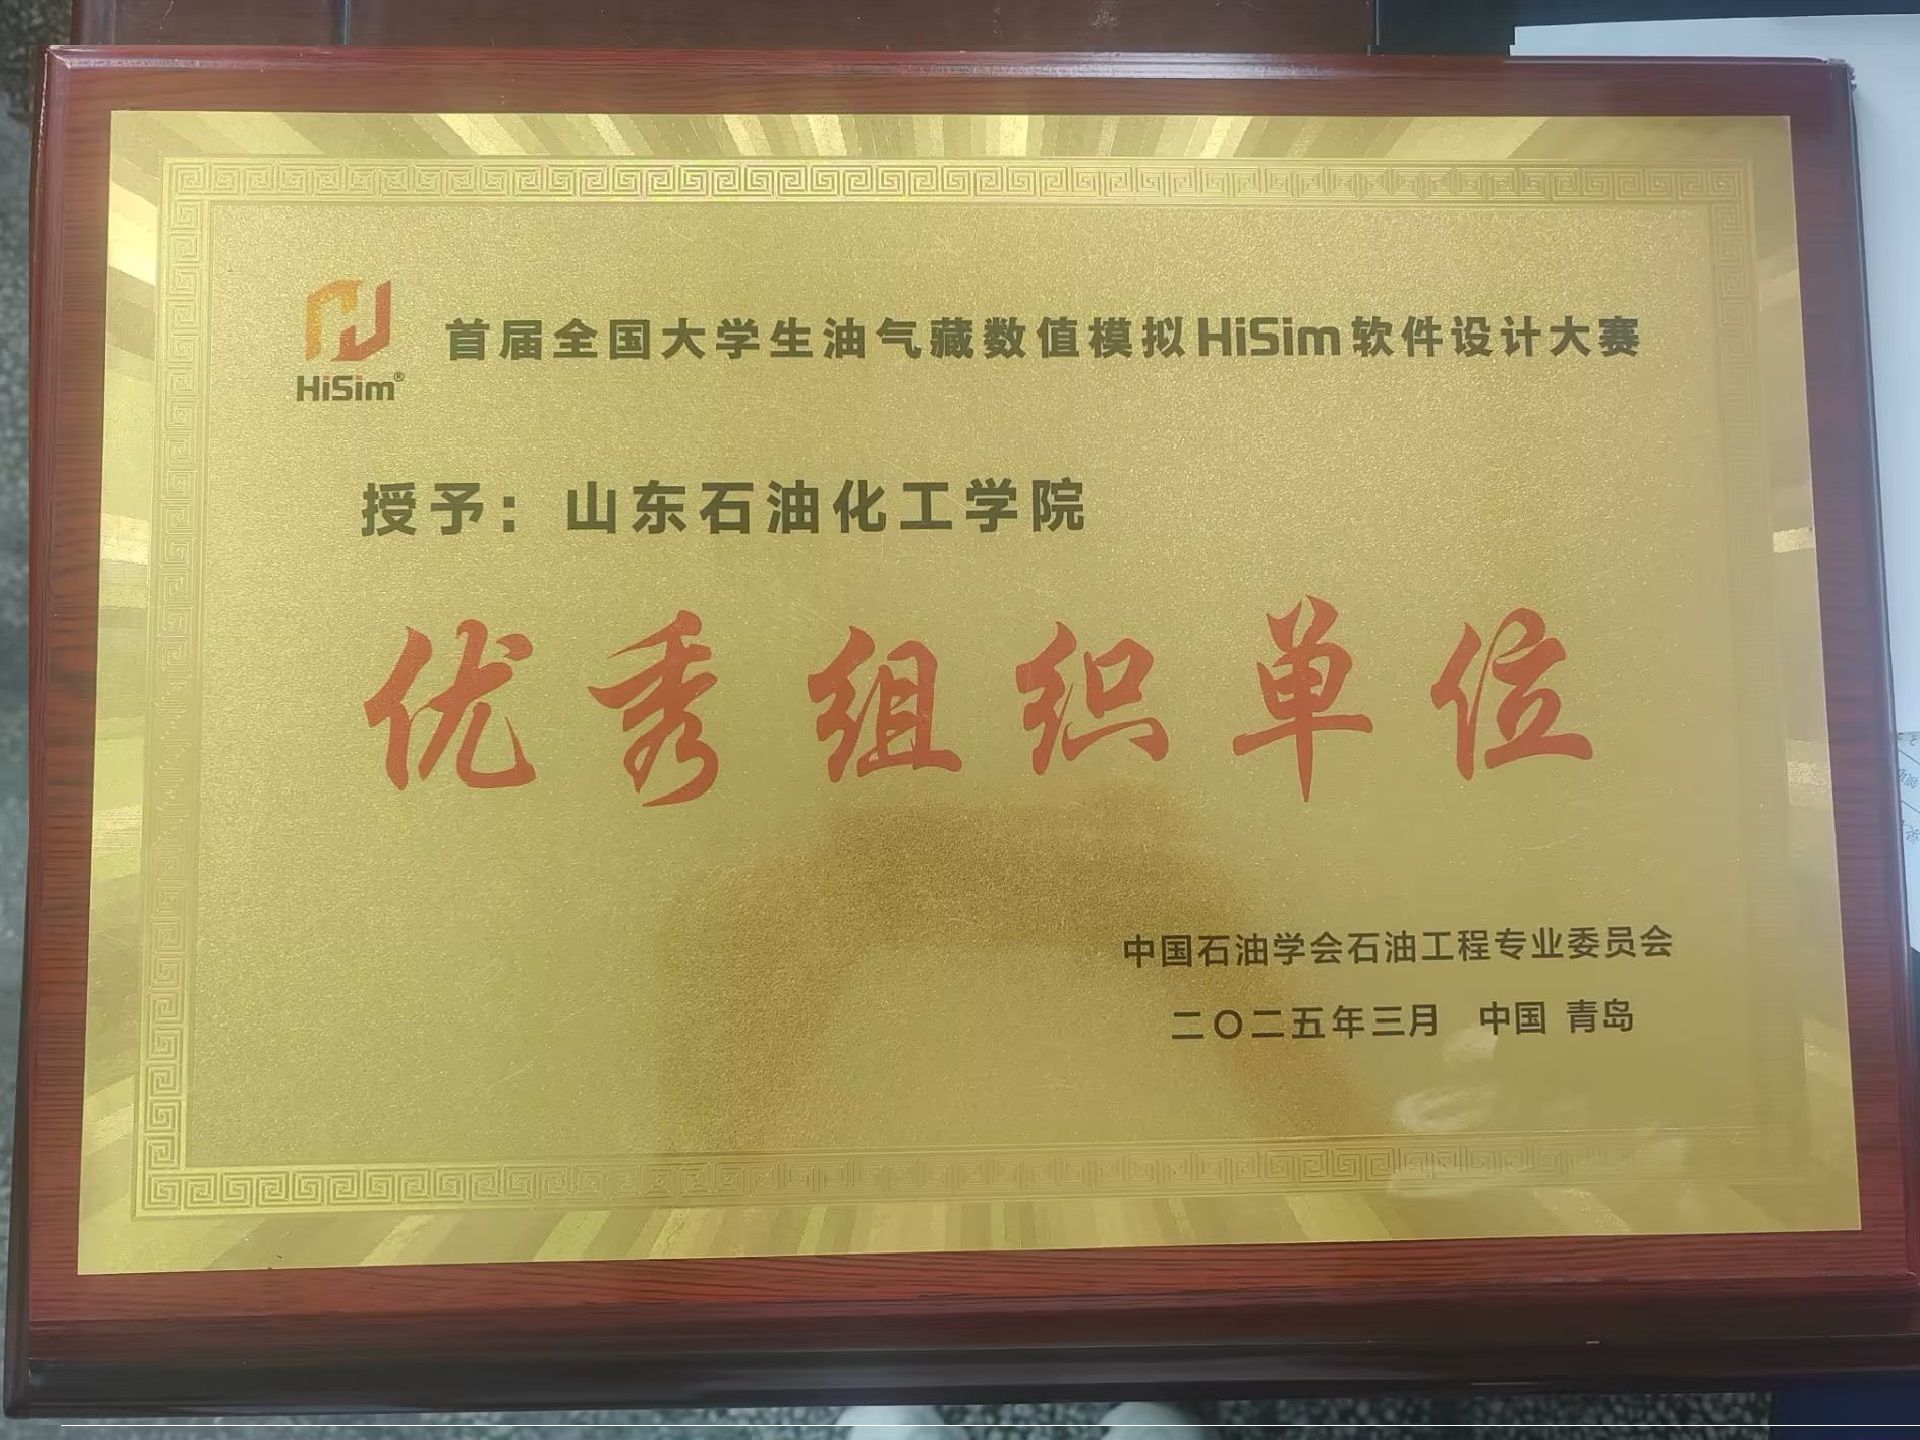 首届全国大学生油气藏数值模拟HiSim软件设计大赛
HiSim®
授予：山东石油化工学院
优秀组织单位
中国石油学会石油工程专业委员会
二〇二五年三月 中国 青岛